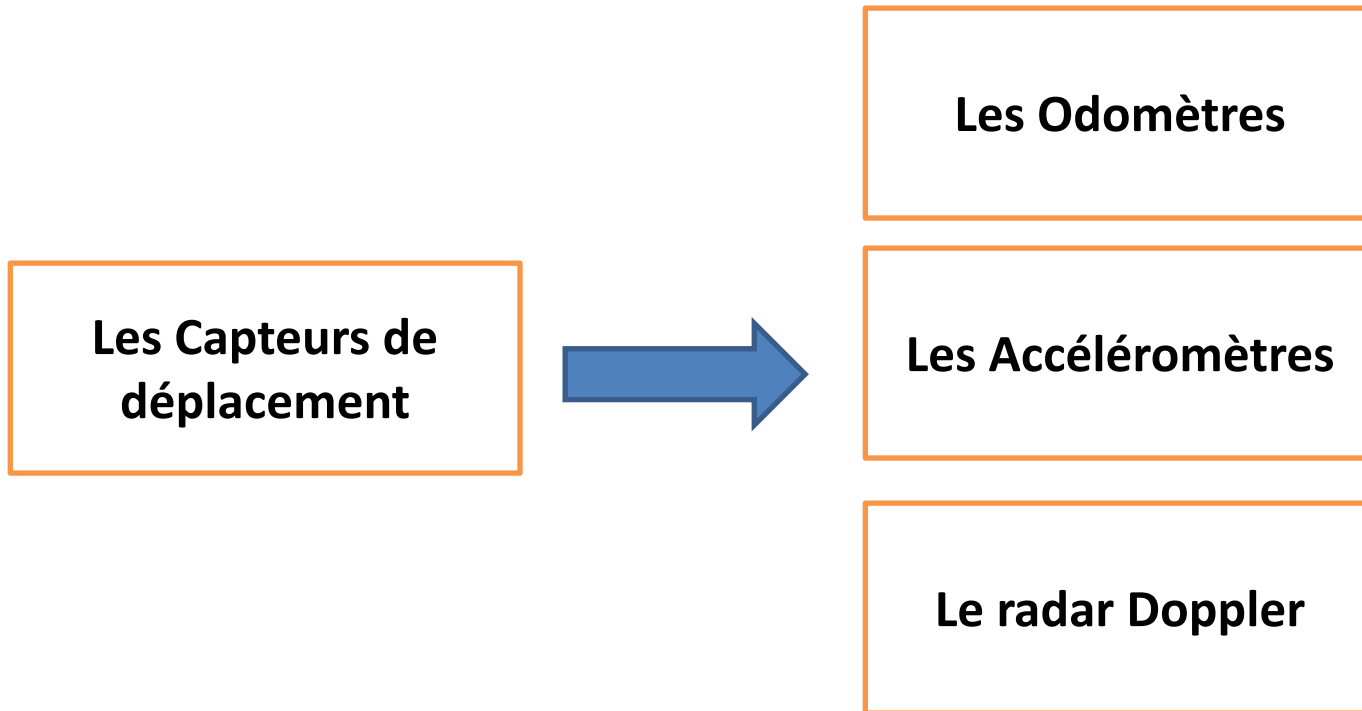 Les Odomètres
Les Capteurs de
déplacement
Les Accéléromètres
Le radar Doppler